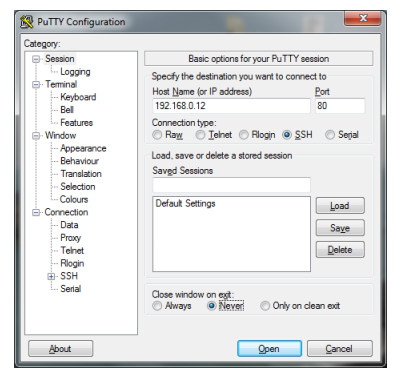 PuTTY Configuration
Category:
Session
Logging
Terminal
Keyboard
Bell
Features
Window
Appearance
Behaviour
Translation
Selection
Colours
Connection
Data
Proxy
Telnet
Rlogin
SSH
Serial
Basic options for your PuTTY session
Specify the destination you want to connect to
Host Name (or IP address) Port
192.168.0.12 80
Connection type:
Raw Telnet Rlogin SSH Serial
Load, save or delete a stored session
Saved Sessions
Default Settings
Load
Save
Delete
Close window on exit:
Always Never Only on clean exit
About Open Cancel